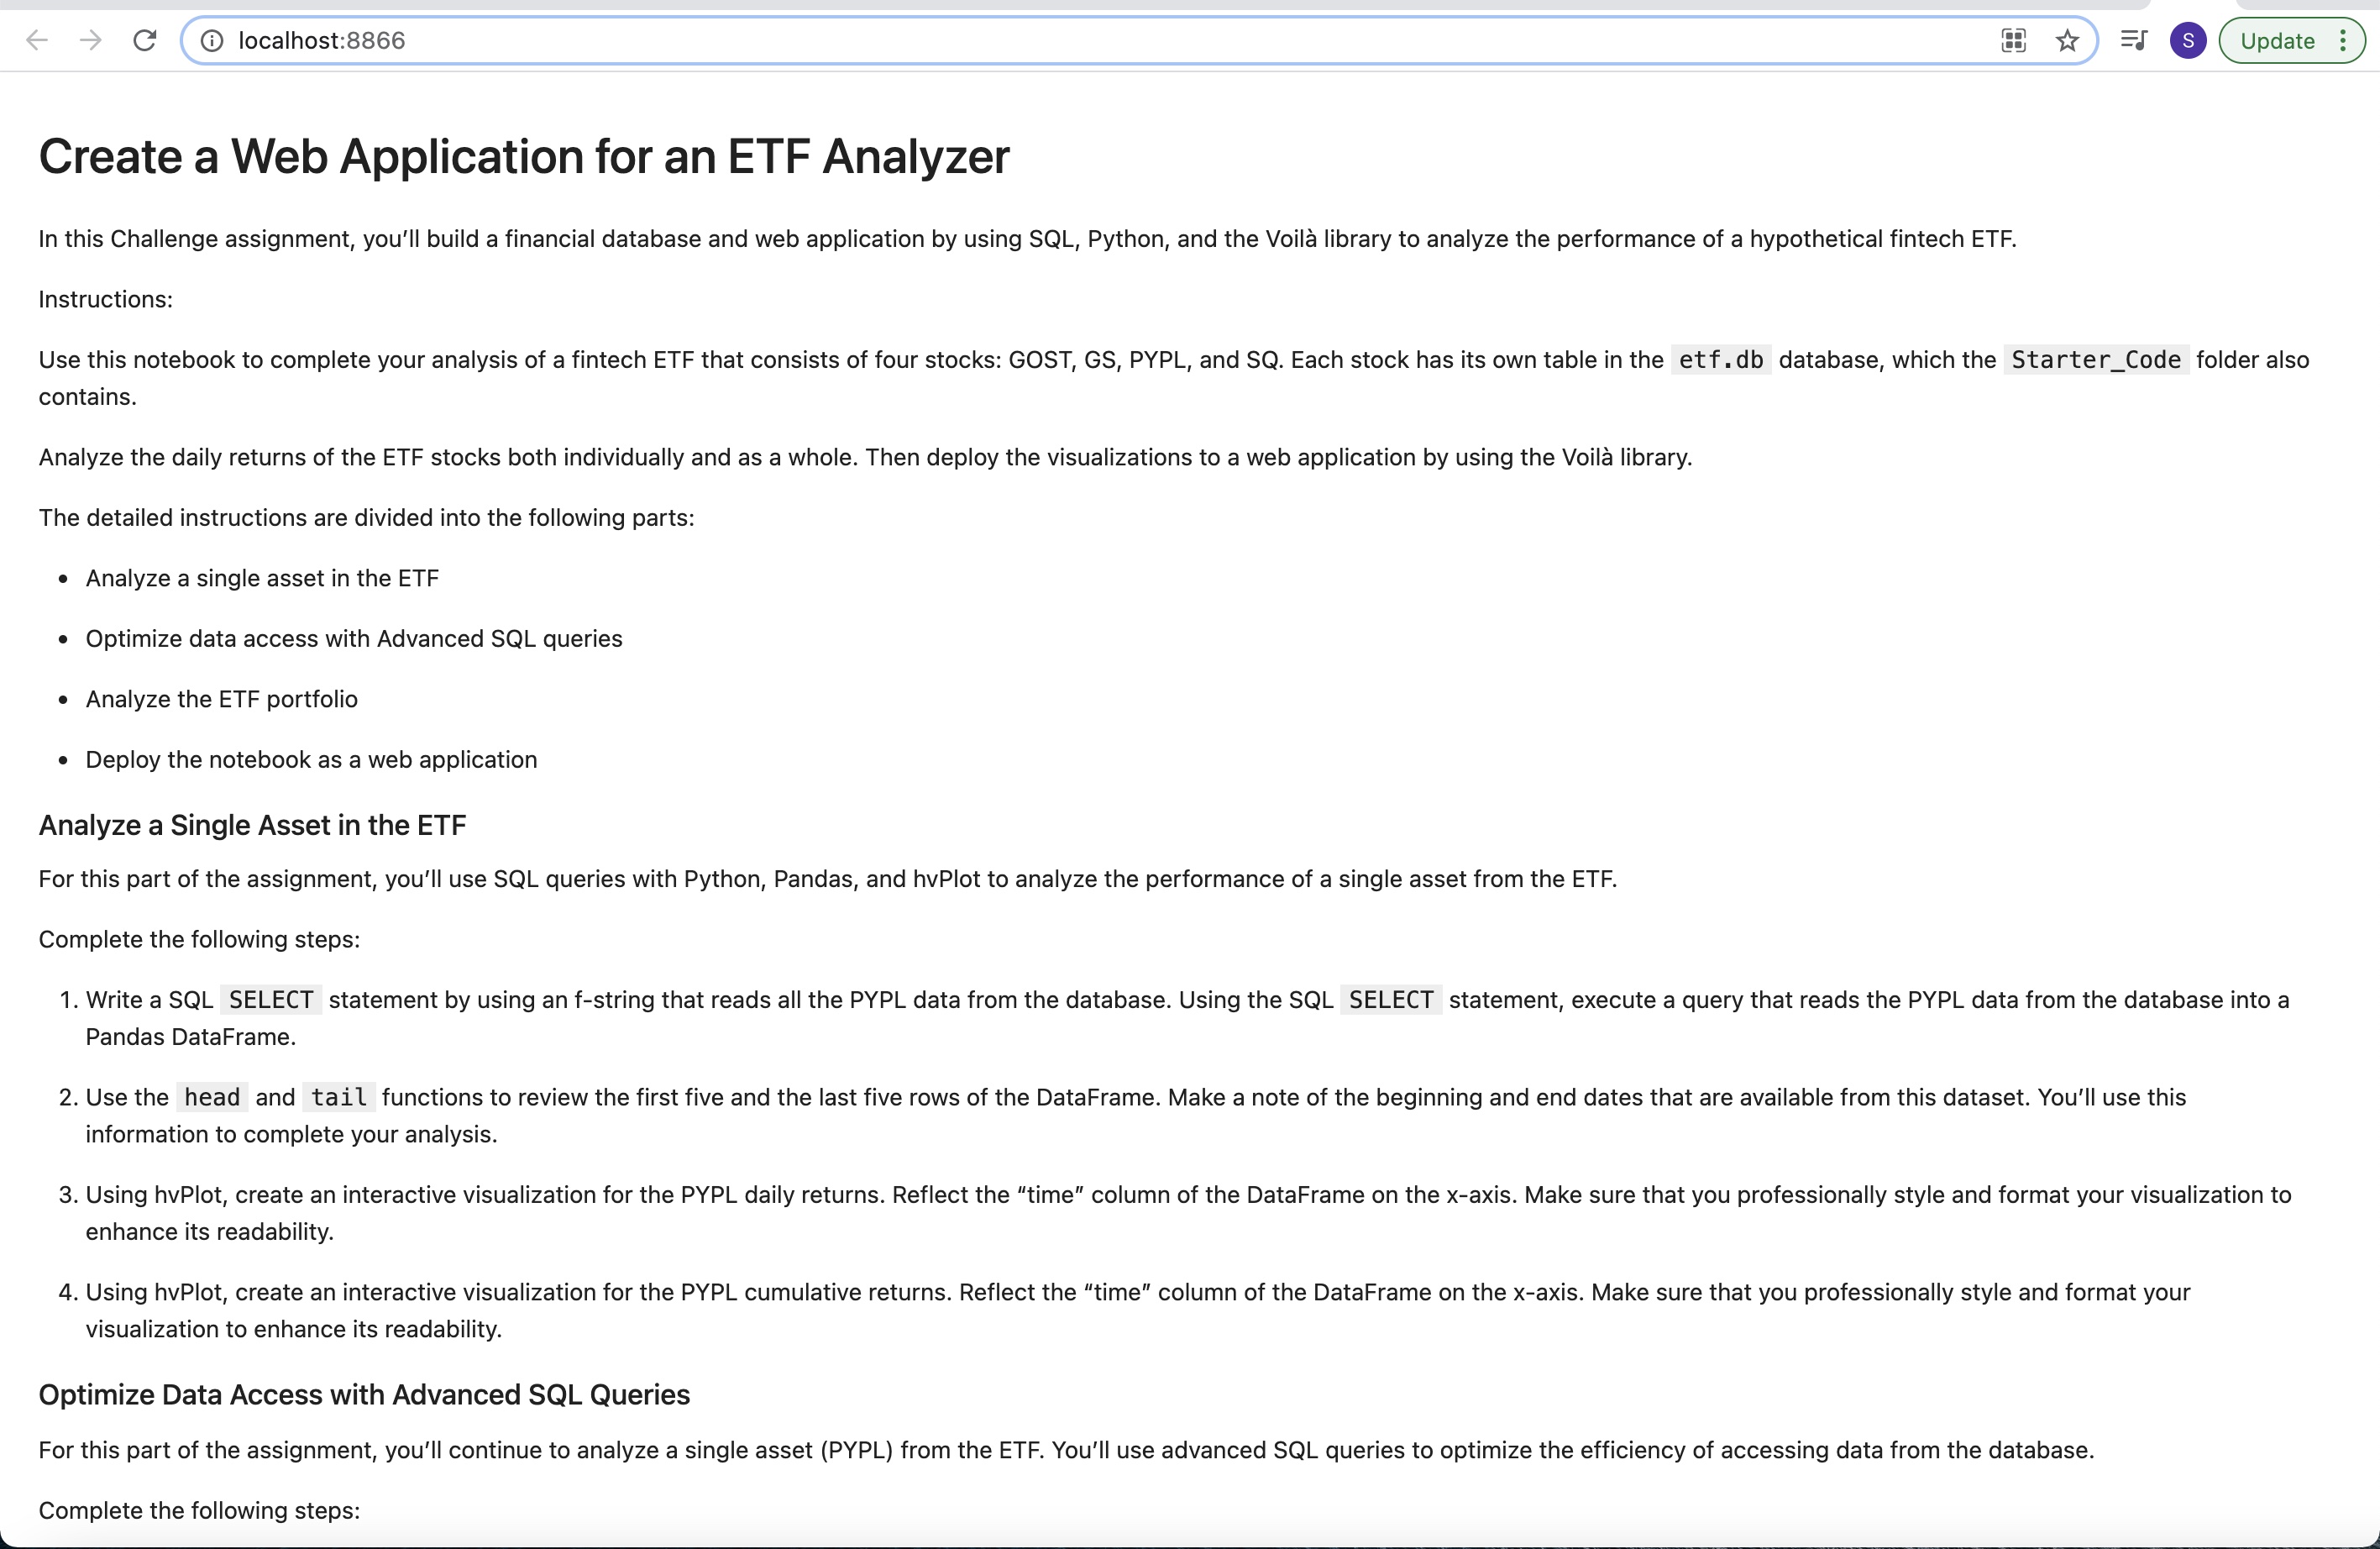 localhost:8866
S
Update
Create a Web Application for an ETF Analyzer
In this Challenge assignment, you’ll build a financial database and web application by using SQL, Python, and the Voilà library to analyze the performance of a hypothetical fintech ETF.
Instructions:
Use this notebook to complete your analysis of a fintech ETF that consists of four stocks: GOST, GS, PYPL, and SQ. Each stock has its own table in the etf.db database, which the Starter_Code folder also
contains.
Analyze the daily returns of the ETF stocks both individually and as a whole. Then deploy the visualizations to a web application by using the Voilà library.
The detailed instructions are divided into the following parts:
• Analyze a single asset in the ETF
• Optimize data access with Advanced SQL queries
• Analyze the ETF portfolio
• Deploy the notebook as a web application
Analyze a Single Asset in the ETF
For this part of the assignment, you’ll use SQL queries with Python, Pandas, and hvPlot to analyze the performance of a single asset from the ETF.
Complete the following steps:
1. Write a SQL SELECT statement by using an f-string that reads all the PYPL data from the database. Using the SQL SELECT statement, execute a query that reads the PYPL data from the database into a
Pandas DataFrame.
2. Use the head and tail functions to review the first five and the last five rows of the DataFrame. Make a note of the beginning and end dates that are available from this dataset. You’ll use this
information to complete your analysis.
3. Using hvPlot, create an interactive visualization for the PYPL daily returns. Reflect the “time” column of the DataFrame on the x-axis. Make sure that you professionally style and format your visualization to
enhance its readability.
4. Using hvPlot, create an interactive visualization for the PYPL cumulative returns. Reflect the “time” column of the DataFrame on the x-axis. Make sure that you professionally style and format your
visualization to enhance its readability.
Optimize Data Access with Advanced SQL Queries
For this part of the assignment, you’ll continue to analyze a single asset (PYPL) from the ETF. You’ll use advanced SQL queries to optimize the efficiency of accessing data from the database.
Complete the following steps: